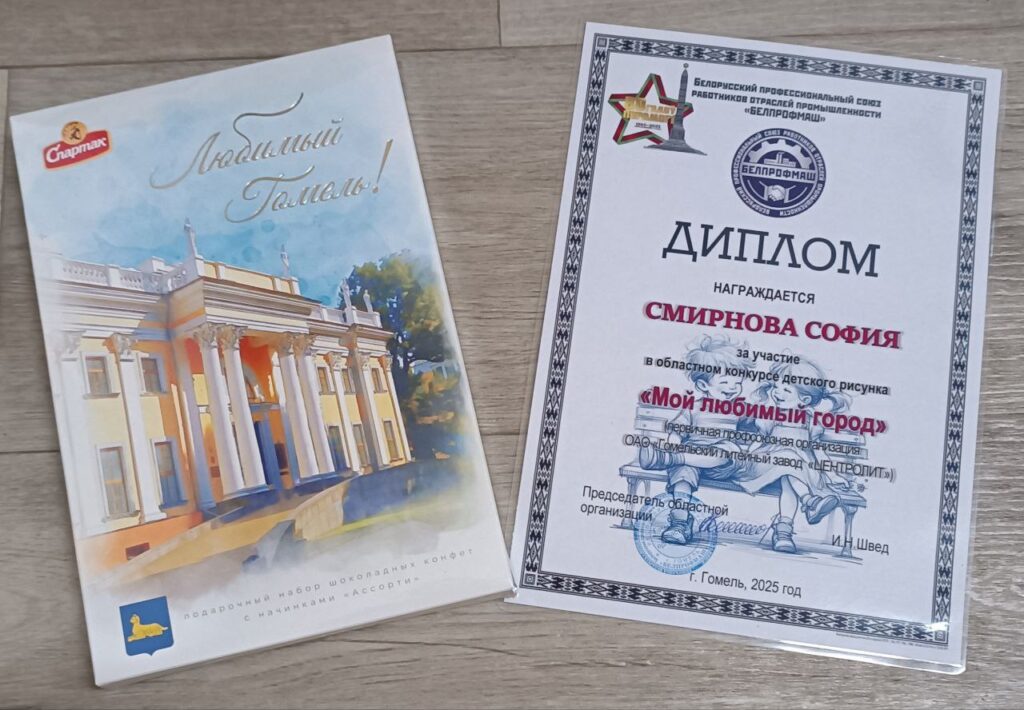 Спартак
Любимый
Гомель!
подарочный набор шоколадных конфет
с начинками «Ассорти»
Белорусский профессиональный союз
работников отраслей промышленности
«БЕЛПРОФМАШ»
БЕЛПРОФМАШ
ДИПЛОМ
НАГРАЖДАЕТСЯ
СМИРНОВА СОФИЯ
за участие
в областном конкурсе детского рисунка
«Мой любимый город»
(первичная профсоюзная организация
ОАО «Гомельский литейный завод «ЦЕНТРОЛИТ»)
Председатель областной
организации
И.Н.Швед
г. Гомель, 2025 год